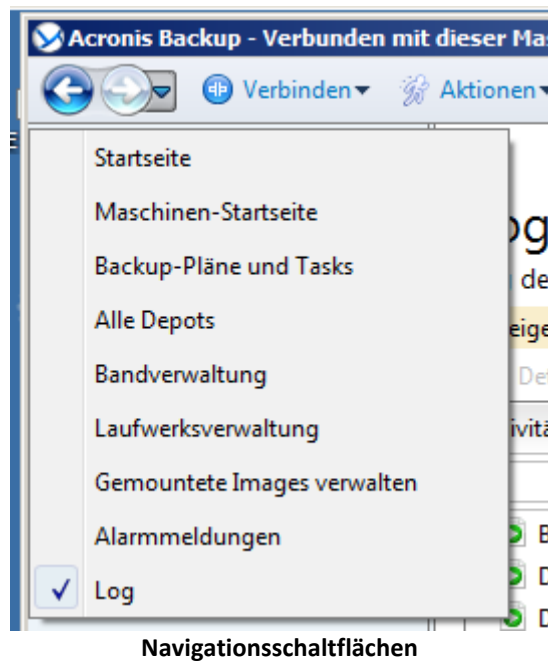 Acronis Backup - Verbunden mit dieser Ma
Verbinden Aktionen
Startseite
Maschinen-Startseite
Backup-Pläne und Tasks
Alle Depots
Bandverwaltung
Laufwerksverwaltung
Gemountete Images verwalten
Alarmmeldungen
Log
Navigationsschaltflächen